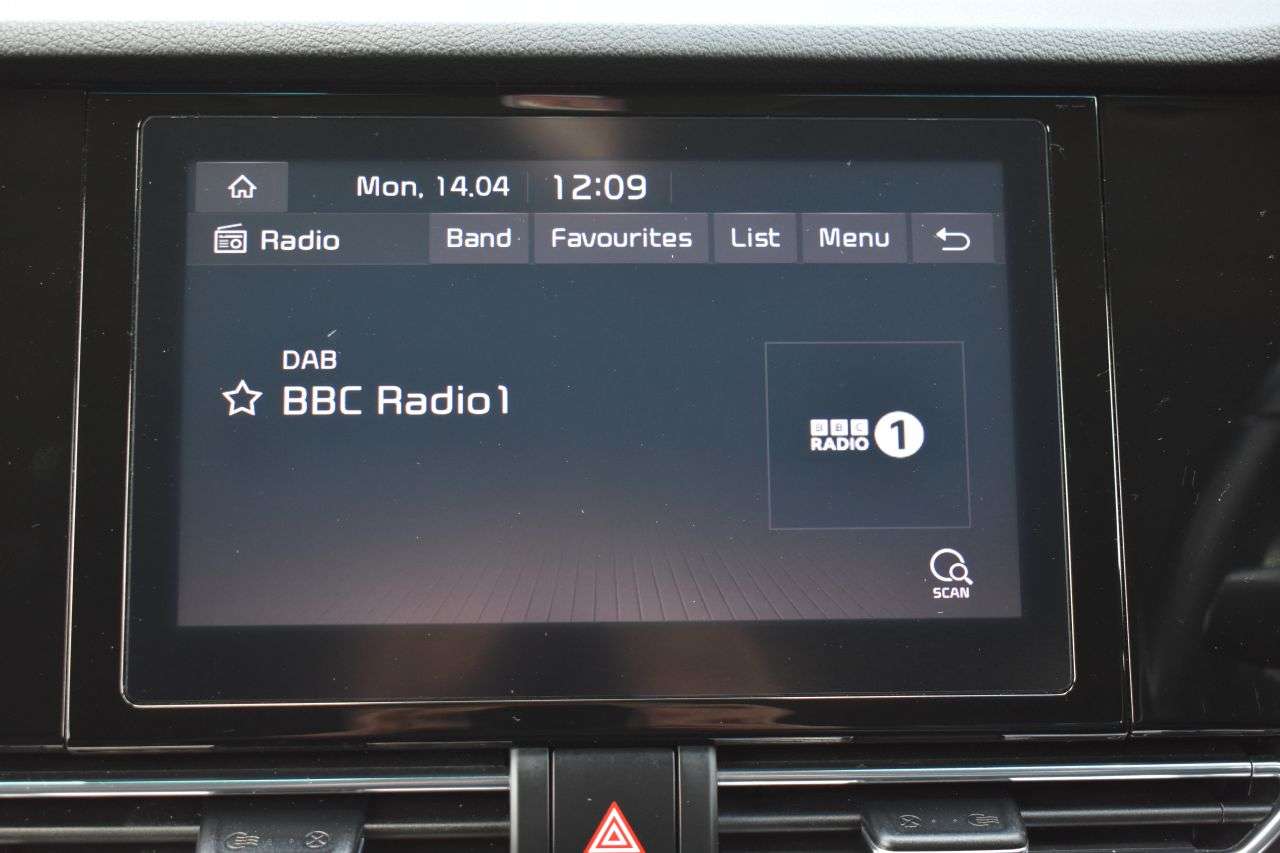 Mon, 14.04 12:09
Radio Band Favourites List Menu
DAB
BBC Radio1
BBC
RADIO 1
SCAN